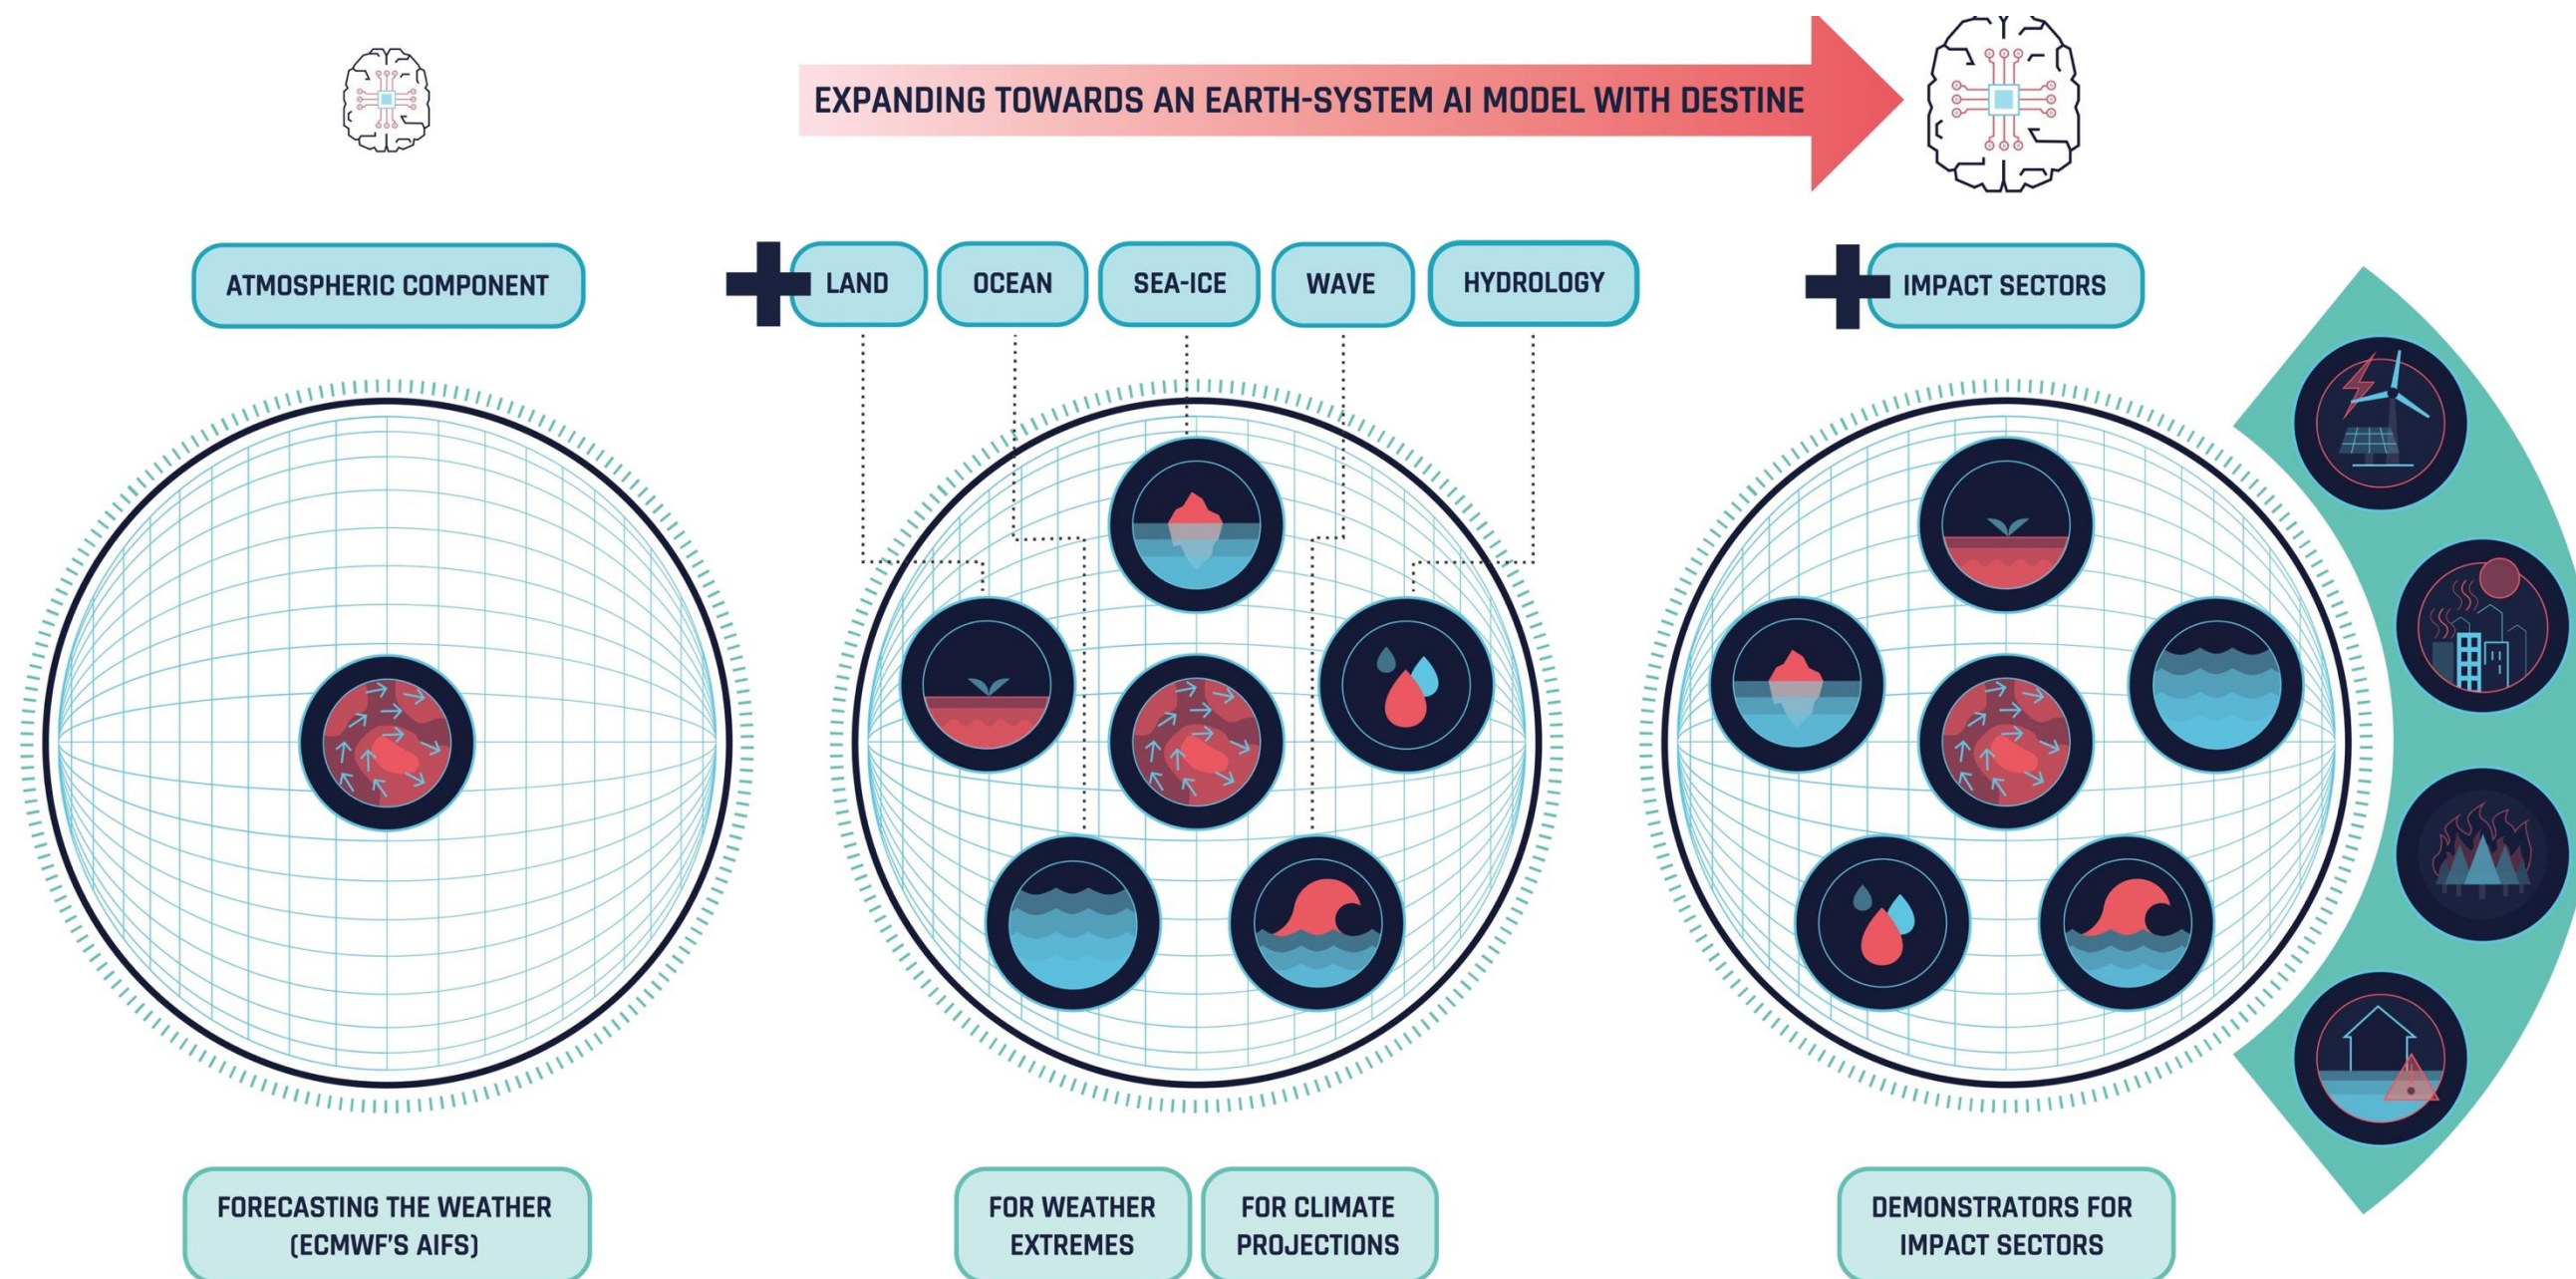 EXPANDING TOWARDS AN EARTH-SYSTEM AI MODEL WITH DESTINE
ATMOSPHERIC COMPONENT
LAND
OCEAN
SEA-ICE
WAVE
HYDROLOGY
IMPACT SECTORS
FORECASTING THE WEATHER
(ECMWF'S AIFS)
FOR WEATHER
EXTREMES
FOR CLIMATE
PROJECTIONS
DEMONSTRATORS FOR
IMPACT SECTORS